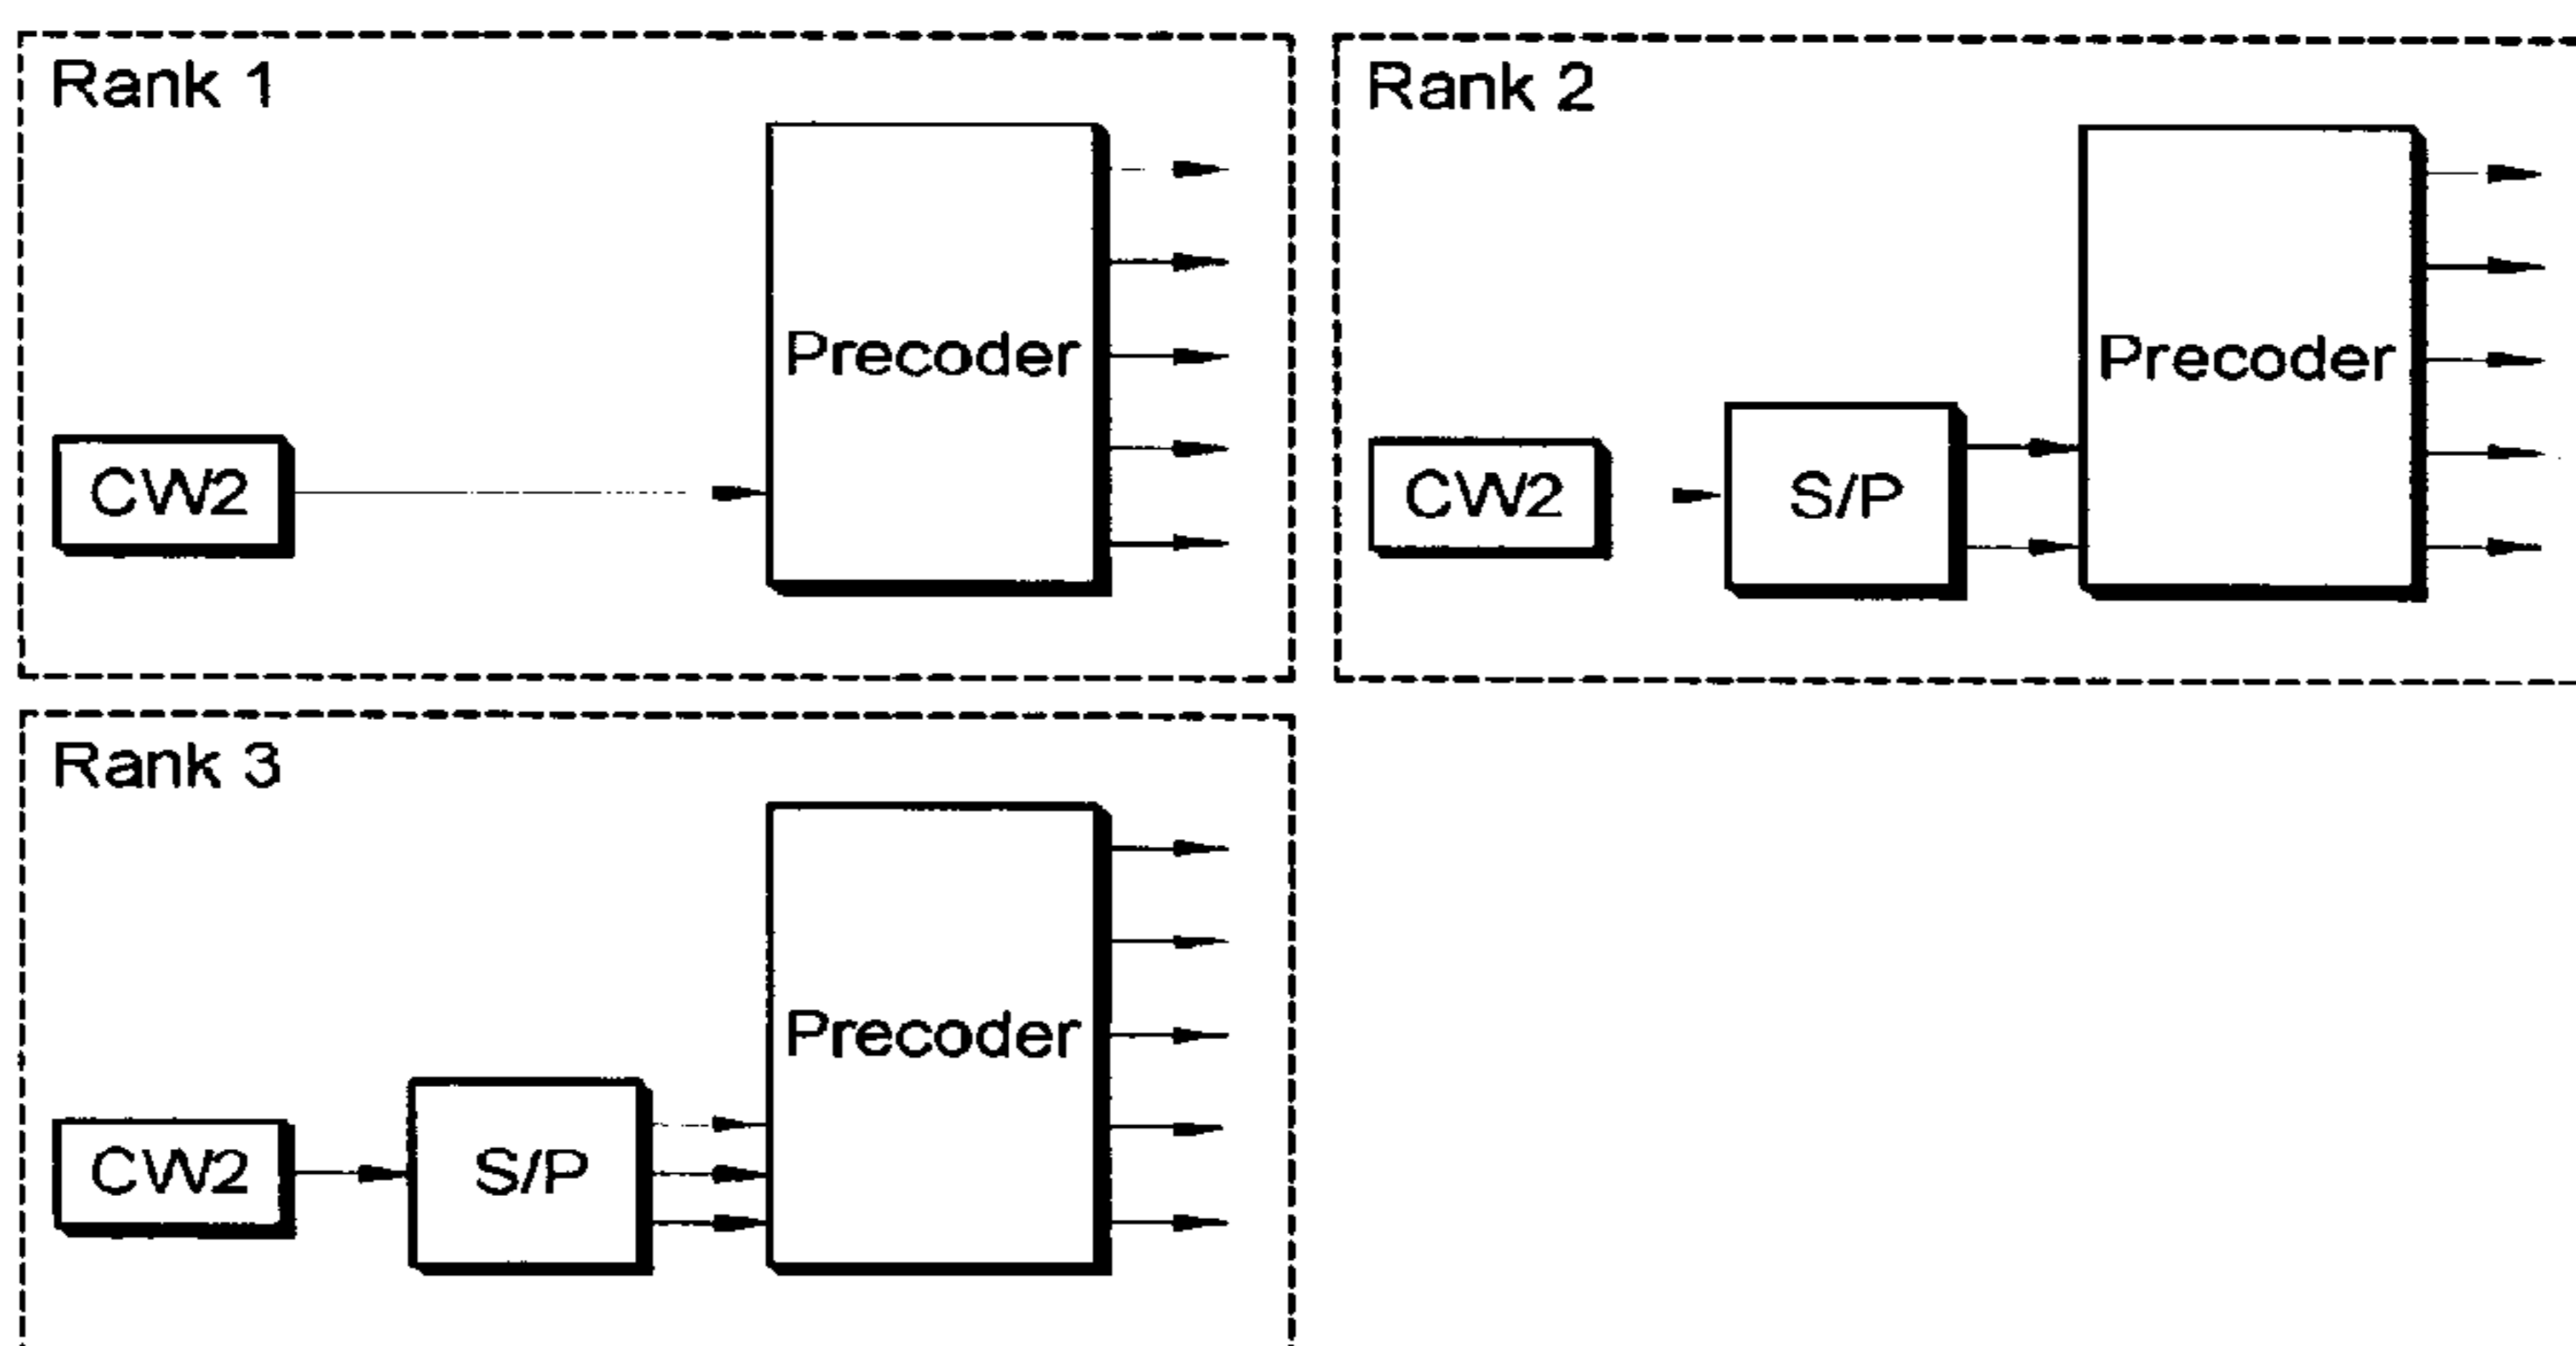 Rank 1
Precoder
CW2
Rank 2
Precoder
CW2
S/P
Rank 3
Precoder
CW2
S/P